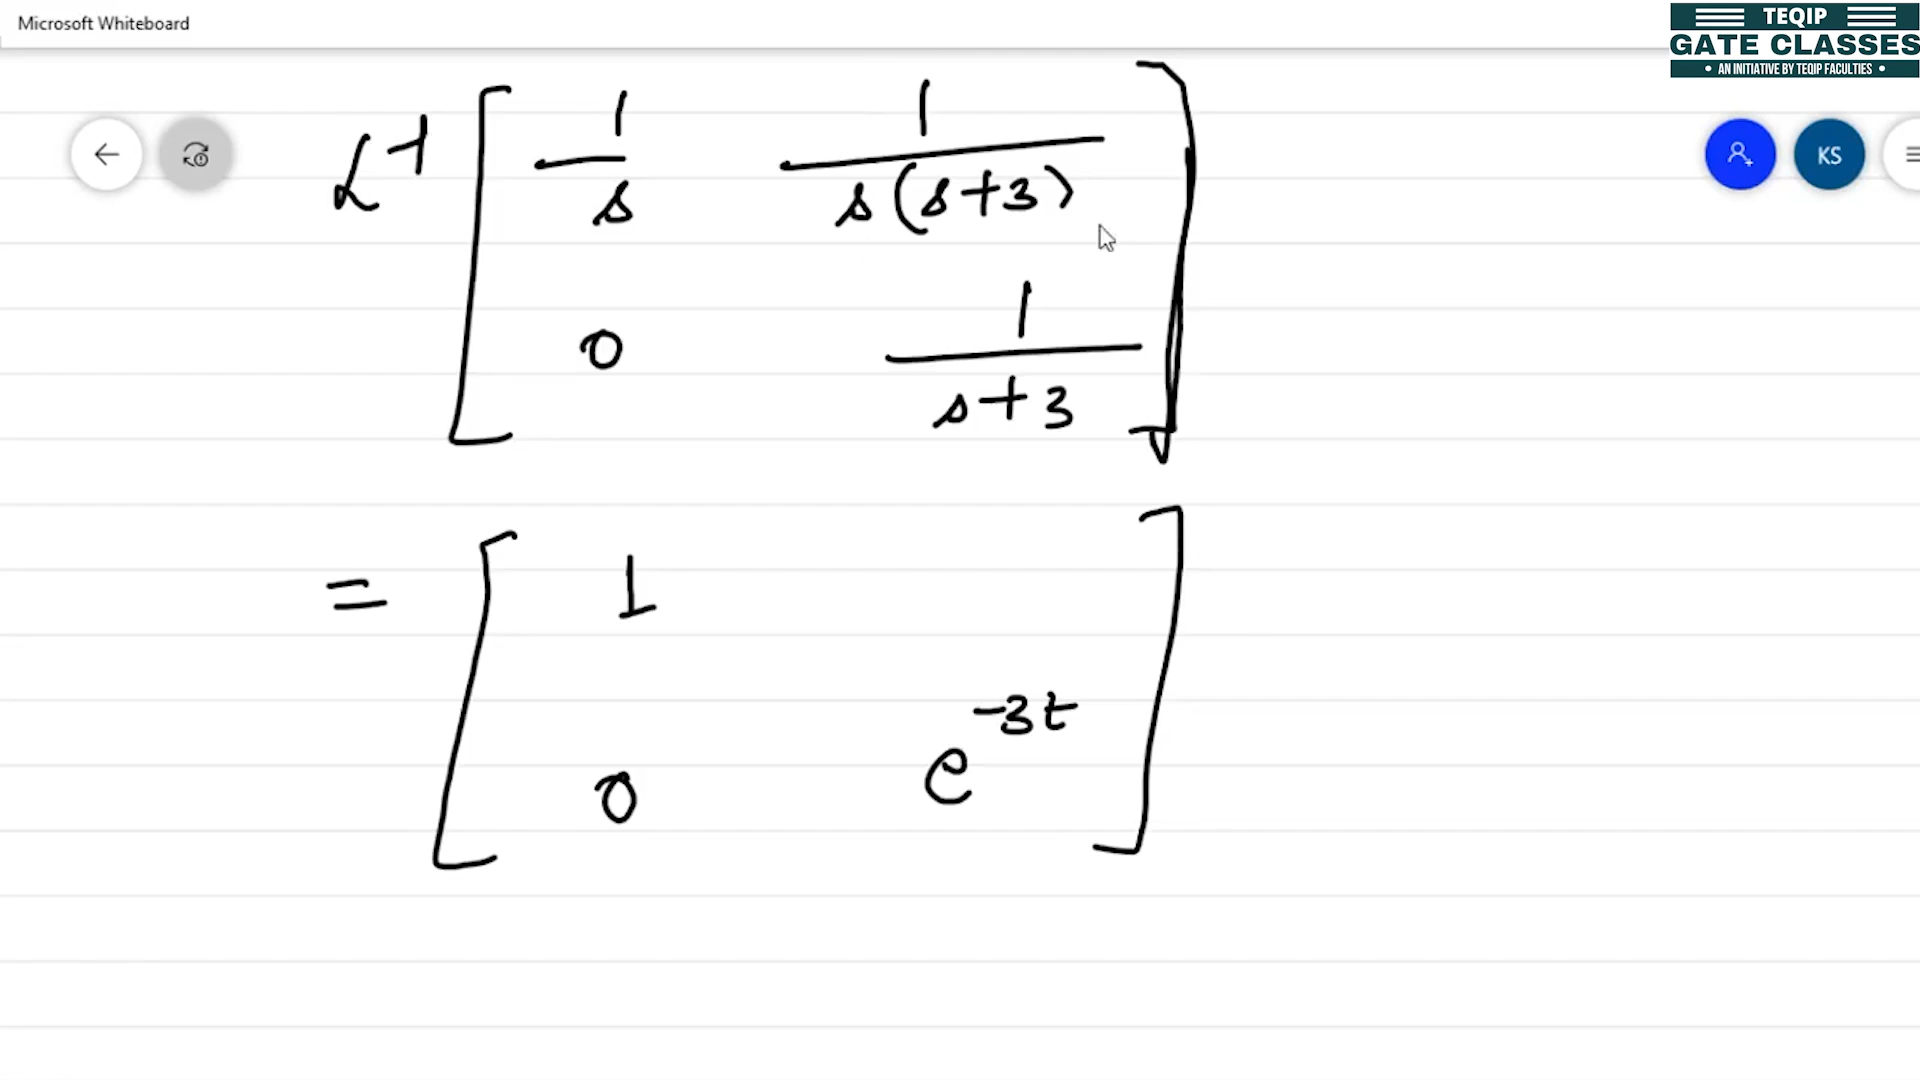 Microsoft Whiteboard
TEQIP
GATE CLASSES
• AN INITIATIVE BY TEQIP FACULTIES •
KS
ℒ⁻¹ [ 1/s 1/(s(s+3))
0 1/(s+3) ]
= [ 1
0 e^(-3t) ]